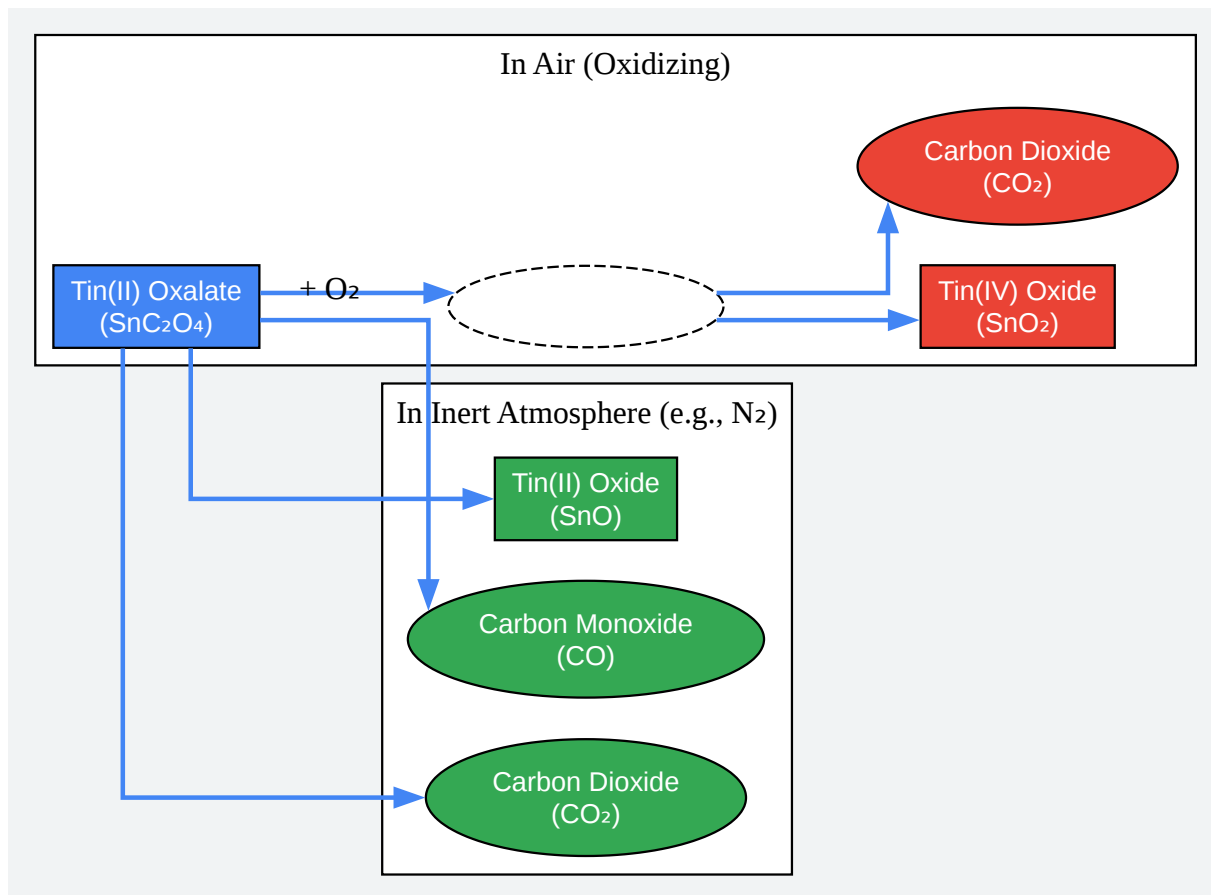 In Air (Oxidizing)
Carbon Dioxide
(CO₂)
Tin(II) Oxalate
(SnC₂O₄)
+ O₂
Tin(IV) Oxide
(SnO₂)
In Inert Atmosphere (e.g., N₂)
Tin(II) Oxide
(SnO)
Carbon Monoxide
(CO)
Carbon Dioxide
(CO₂)